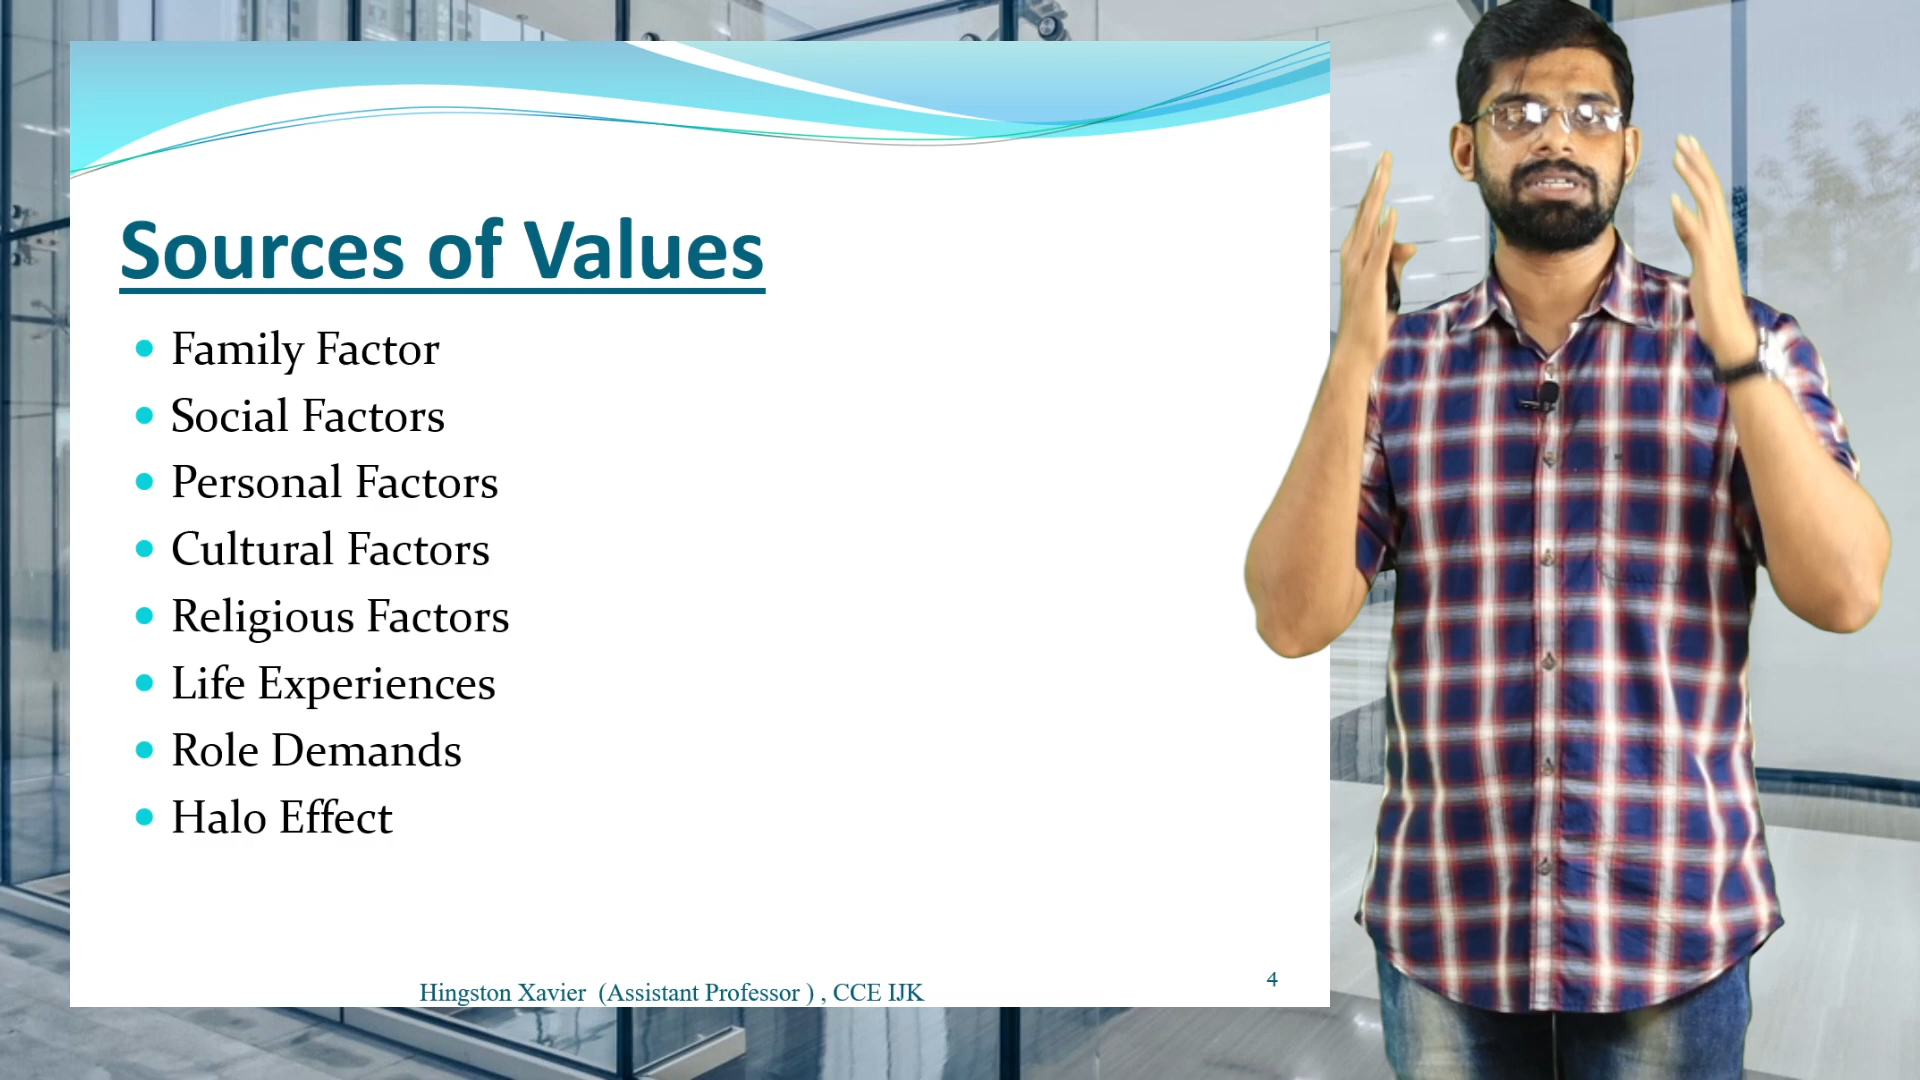 Sources of Values
Family Factor
Social Factors
Personal Factors
Cultural Factors
Religious Factors
Life Experiences
Role Demands
Halo Effect
Hingston Xavier (Assistant Professor ) , CCE IJK
4